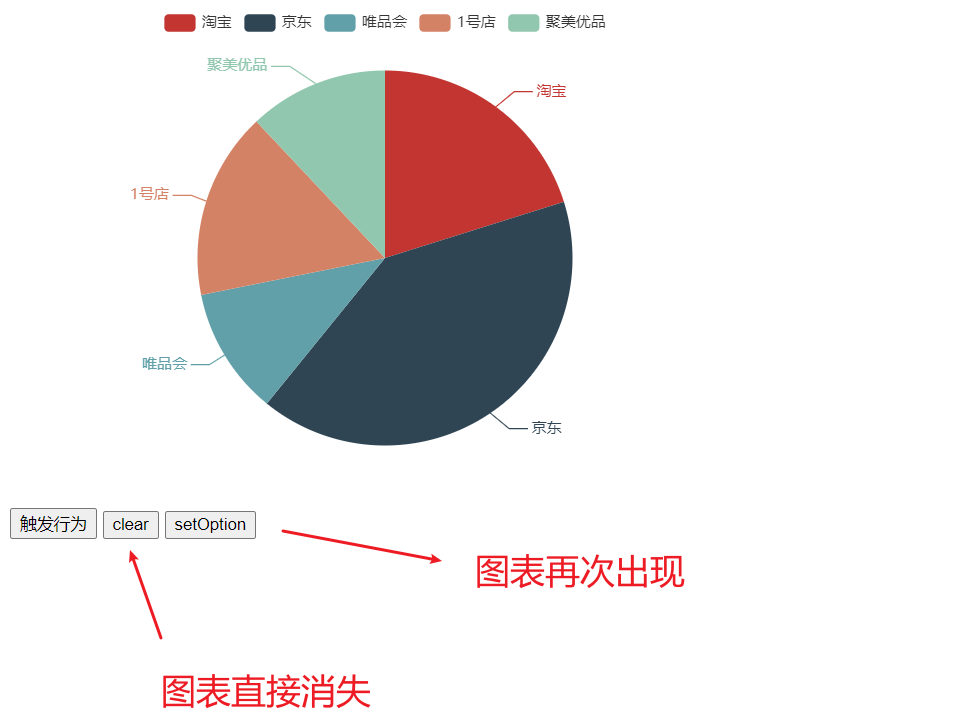 淘宝 京东 唯品会 1号店 聚美优品
聚美优品
淘宝
1号店
唯品会
京东
触发行为 clear setOption
图表再次出现
图表直接消失